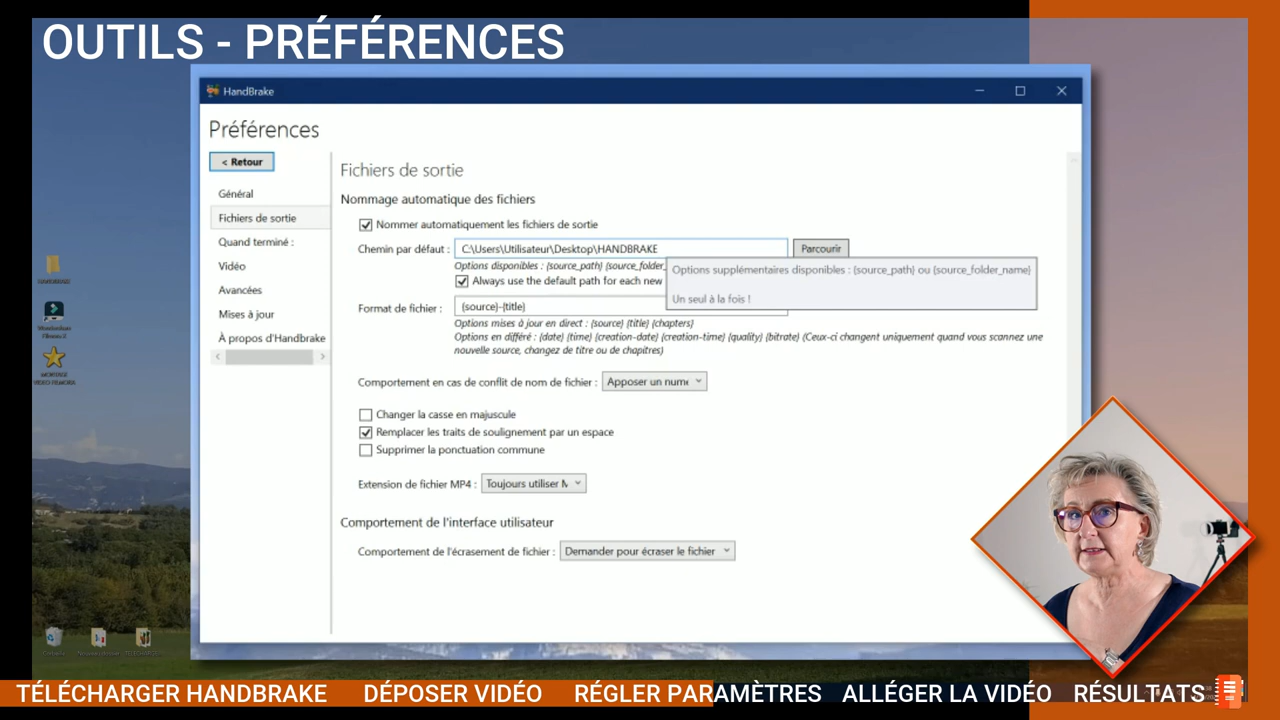 OUTILS - PRÉFÉRENCES
HandBrake
Préférences
< Retour
Général
Fichiers de sortie
Quand terminé :
Vidéo
Avancées
Mises à jour
À propos d'Handbrake
Fichiers de sortie
Nommage automatique des fichiers
Nommer automatiquement les fichiers de sortie
Chemin par défaut : C:\Users\Utilisateur\Desktop\HANDBRAKE Parcourir
Options disponibles : {source_path} {source_folder_
Options supplémentaires disponibles : {source_path} ou {source_folder_name}
Un seul à la fois !
Always use the default path for each new
Format de fichier : {source}-{title}
Options mises à jour en direct : {source} {title} {chapters}
Options en différé : {date} {time} {creation-date} {creation-time} {quality} {bitrate} (Ceux-ci changent uniquement quand vous scannez une
nouvelle source, changez de titre ou de chapitres)
Comportement en cas de conflit de nom de fichier : Apposer un numé
Changer la casse en majuscule
Remplacer les traits de soulignement par un espace
Supprimer la ponctuation commune
Extension de fichier MP4 : Toujours utiliser M
Comportement de l'interface utilisateur
Comportement de l'écrasement de fichier : Demander pour écraser le fichier
TÉLÉCHARGER HANDBRAKE DÉPOSER VIDÉO RÉGLER PARAMÈTRES ALLÉGER LA VIDÉO RÉSULTATS